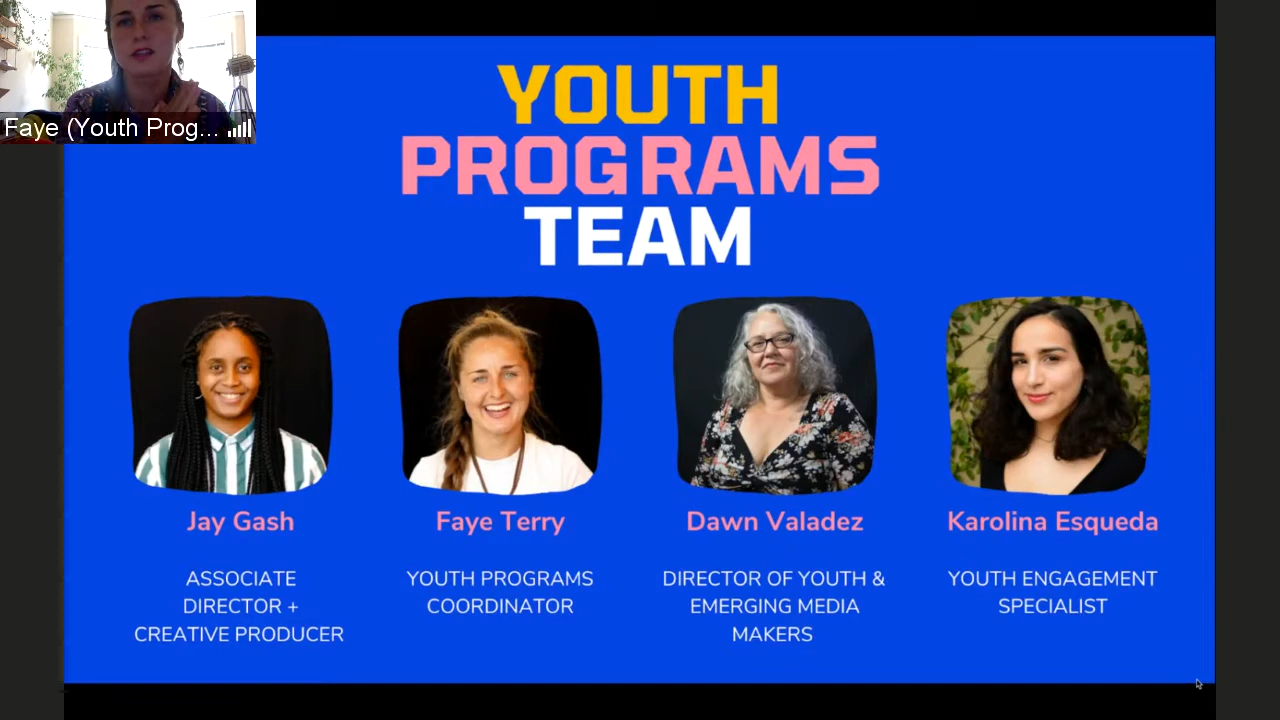 Faye (Youth Prog...
YOUTH
PROGRAMS
TEAM
Jay Gash
ASSOCIATE
DIRECTOR +
CREATIVE PRODUCER
Faye Terry
YOUTH PROGRAMS
COORDINATOR
Dawn Valadez
DIRECTOR OF YOUTH &
EMERGING MEDIA
MAKERS
Karolina Esqueda
YOUTH ENGAGEMENT
SPECIALIST